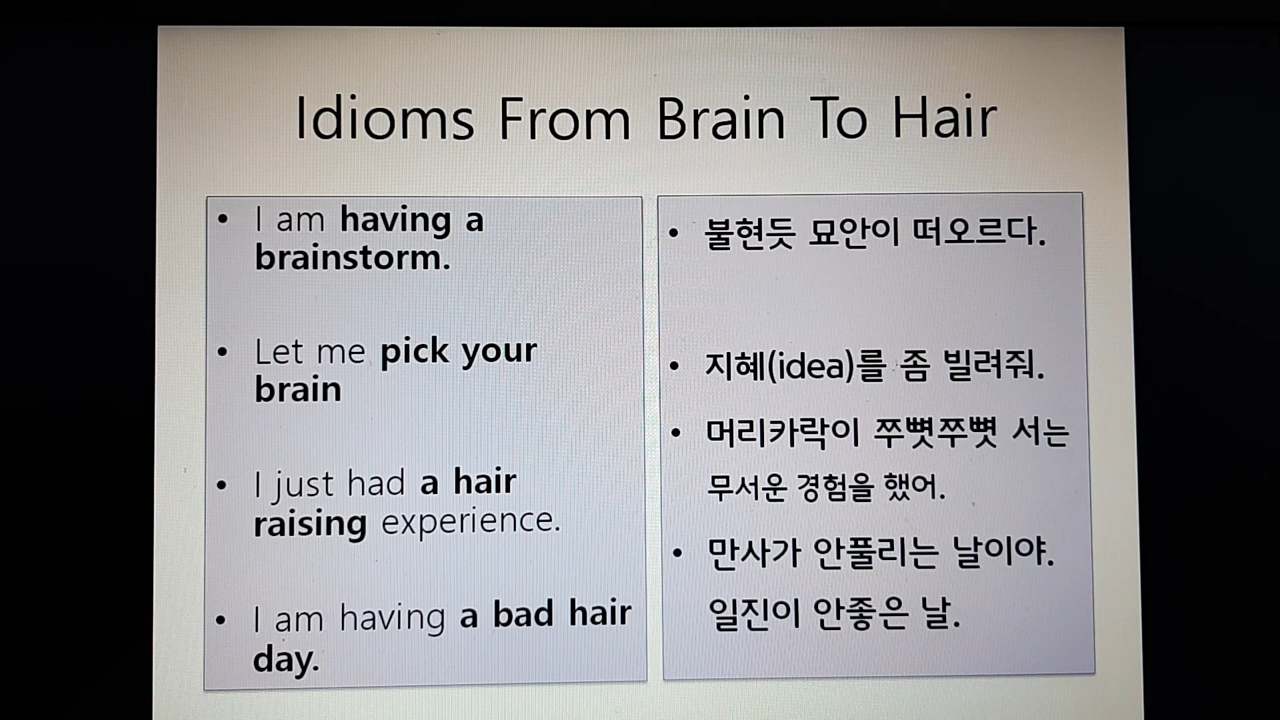 Idioms From Brain To Hair
• I am having a
brainstorm.
• Let me pick your
brain
• I just had a hair
raising experience.
• I am having a bad hair
day.
• 불현듯 묘안이 떠오르다.
• 지혜(idea)를 좀 빌려줘.
• 머리카락이 쭈뼛쭈뼛 서는
무서운 경험을 했어.
• 만사가 안풀리는 날이야.
일진이 안좋은 날.